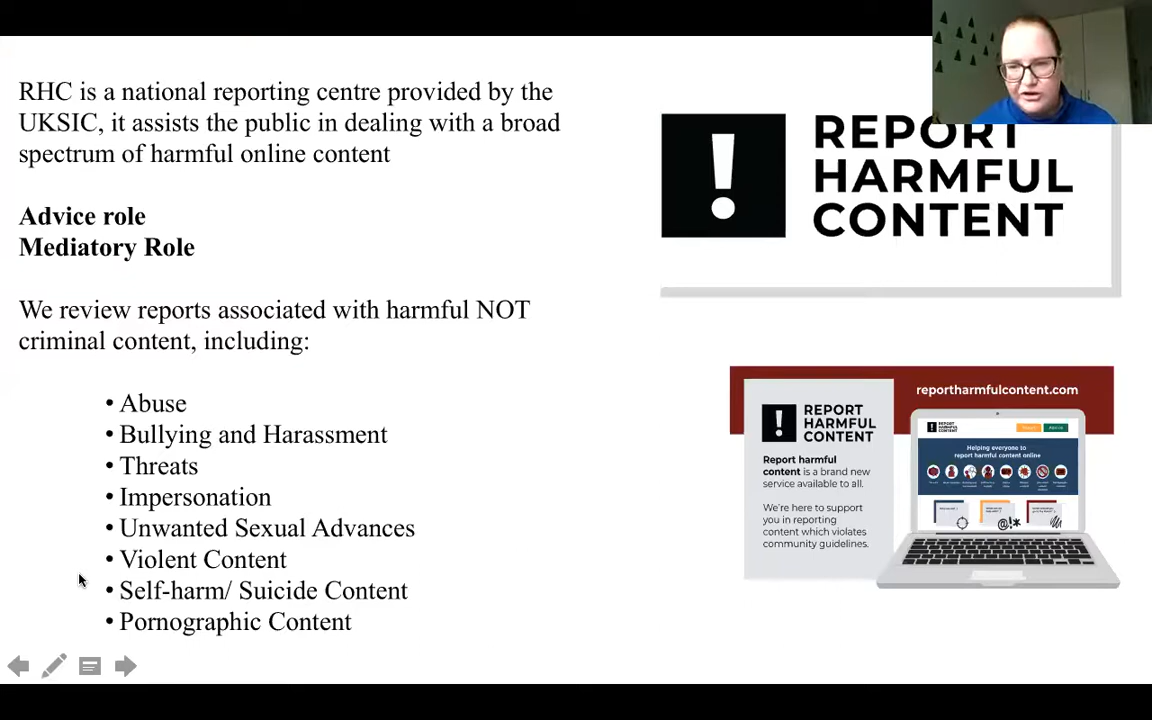 RHC is a national reporting centre provided by the
UKSIC, it assists the public in dealing with a broad
spectrum of harmful online content
Advice role
Mediatory Role
We review reports associated with harmful NOT
criminal content, including:
• Abuse
• Bullying and Harassment
• Threats
• Impersonation
• Unwanted Sexual Advances
• Violent Content
• Self-harm/ Suicide Content
• Pornographic Content
!
REPORT
HARMFUL
CONTENT
reportharmfulcontent.com
!
REPORT
HARMFUL
CONTENT
Report harmful
content is a brand new
service available to all.
We're here to support
you in reporting
content which violates
community guidelines.
!
REPORT
HARMFUL
CONTENT
Helping everyone to
report harmful content online
@!*